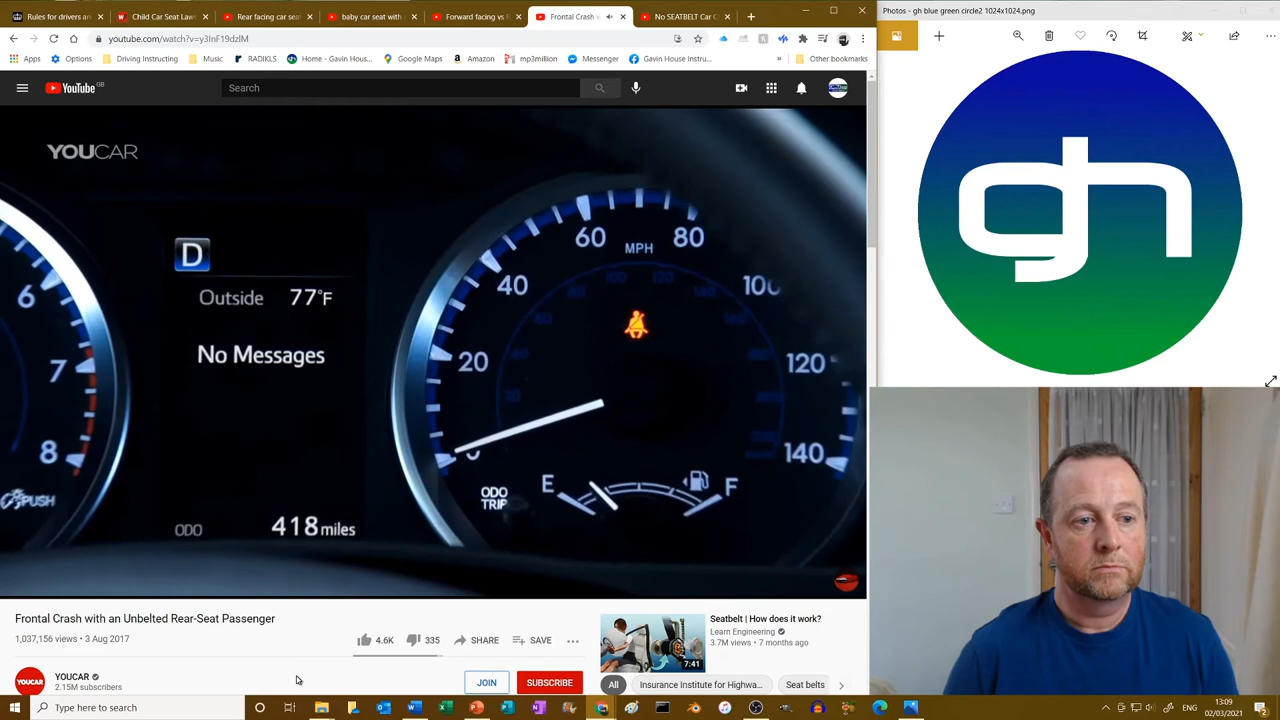 Rules for drivers an
Child Car Seat Law
Rear facing car sea
baby car seat with
Forward facing vs R
Frontal Crash w
No SEATBELT Car C
Photos - gh blue green circle2 1024x1024.png
youtube.com/watch?v=y3InF19dzlM
Apps
Options
Driving Instructing
Music
RADIKLS
Home - Gavin Hous...
Google Maps
Amazon
mp3million
Messenger
Gavin House Instru...
»
Other bookmarks
YouTube GB
Search
YOUCAR
D
Outside 77°F
No Messages
ODO 418 miles
6
7
8
PUSH
0
20
40
60
80
100
120
140
MPH
ODO
TRIP
E
F
gh
Frontal Crash with an Unbelted Rear-Seat Passenger
1,037,156 views • 3 Aug 2017
4.6K
335
SHARE
SAVE
YOUCAR
YOUCAR
2.15M subscribers
JOIN
SUBSCRIBE
7:41
Seatbelt | How does it work?
Learn Engineering
3.7M views • 7 months ago
All
Insurance Institute for Highwa...
Seat belts
Type here to search
ENG
13:09
02/03/2021